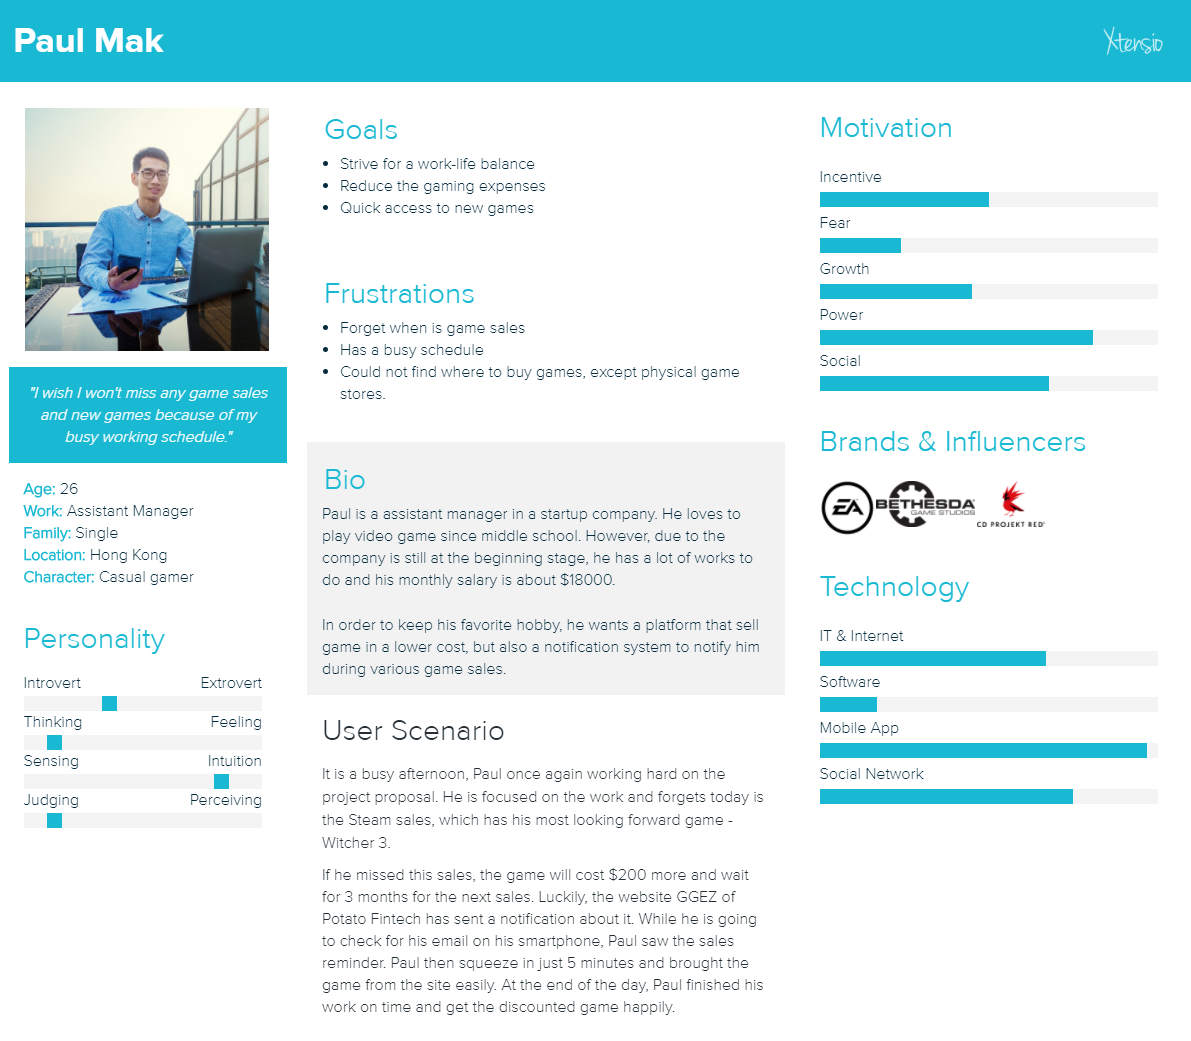 Paul Mak
Xtensio
"I wish I won't miss any game sales
and new games because of my
busy working schedule."
Age: 26
Work: Assistant Manager
Family: Single
Location: Hong Kong
Character: Casual gamer
Personality
Introvert Extrovert
Thinking Feeling
Sensing Intuition
Judging Perceiving
Goals
• Strive for a work-life balance
• Reduce the gaming expenses
• Quick access to new games
Frustrations
• Forget when is game sales
• Has a busy schedule
• Could not find where to buy games, except physical game
stores.
Bio
Paul is a assistant manager in a startup company. He loves to
play video game since middle school. However, due to the
company is still at the beginning stage, he has a lot of works to
do and his monthly salary is about $18000.
In order to keep his favorite hobby, he wants a platform that sell
game in a lower cost, but also a notification system to notify him
during various game sales.
User Scenario
It is a busy afternoon, Paul once again working hard on the
project proposal. He is focused on the work and forgets today is
the Steam sales, which has his most looking forward game -
Witcher 3.
If he missed this sales, the game will cost $200 more and wait
for 3 months for the next sales. Luckily, the website GGEZ of
Potato Fintech has sent a notification about it. While he is going
to check for his email on his smartphone, Paul saw the sales
reminder. Paul then squeeze in just 5 minutes and brought the
game from the site easily. At the end of the day, Paul finished his
work on time and get the discounted game happily.
Motivation
Incentive
Fear
Growth
Power
Social
Brands & Influencers
EA
BETHESDA
GAME STUDIOS
CD PROJEKT RED®
Technology
IT & Internet
Software
Mobile App
Social Network